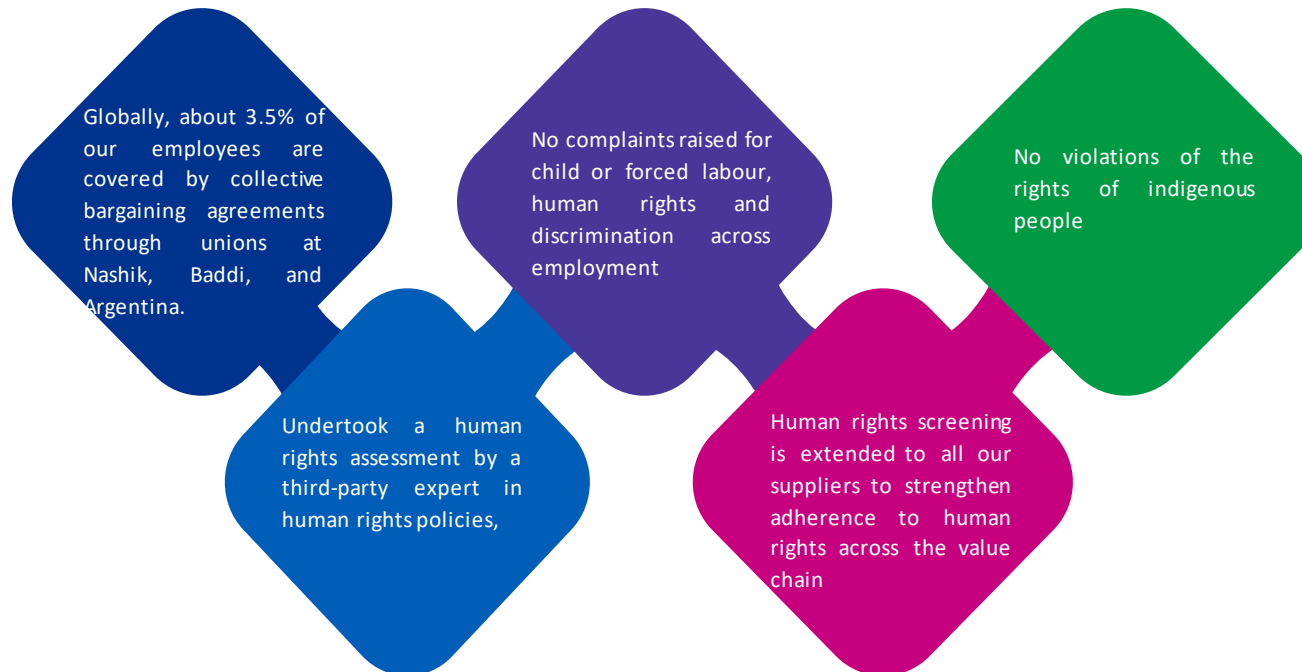 Globally, about 3.5% of
our employees are
covered by collective
bargaining agreements
through unions at
Nashik, Baddi, and
Argentina.
Undertook a human
rights assessment by a
third-party expert in
human rights policies,
No complaints raised for
child or forced labour,
human rights and
discrimination across
employment
Human rights screening
is extended to all our
suppliers to strengthen
adherence to human
rights across the value
chain
No violations of the
rights of indigenous
people